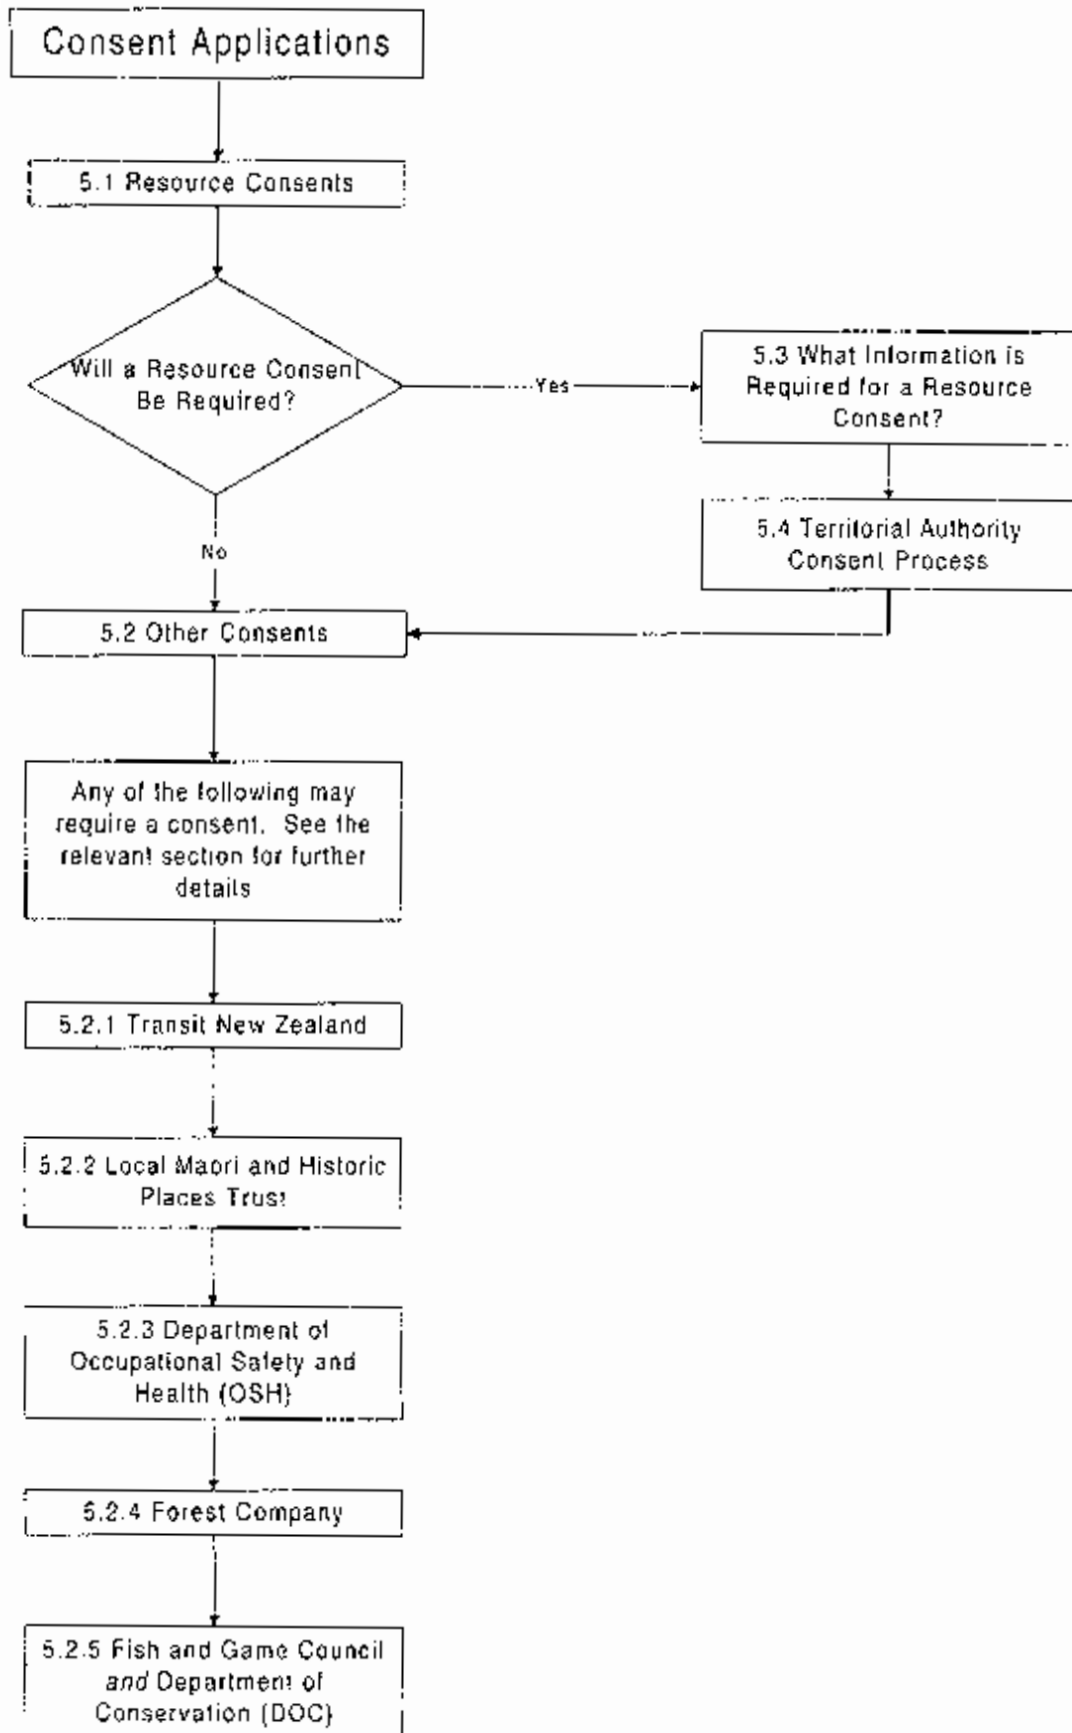 Consent Applications
5.1 Resource Consents
Will a Resource Consent
Be Required?
Yes
5.3 What Information is
Required for a Resource
Consent?
5.4 Territorial Authority
Consent Process
No
5.2 Other Consents
Any of the following may
require a consent. See the
relevant section for further
details
5.2.1 Transit New Zealand
5.2.2 Local Maori and Historic
Places Trust
5.2.3 Department of
Occupational Safety and
Health (OSH)
5.2.4 Forest Company
5.2.5 Fish and Game Council
and Department of
Conservation (DOC)